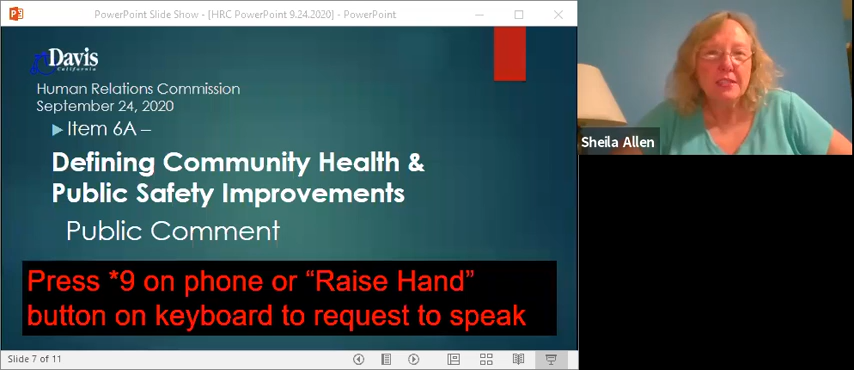 PowerPoint Slide Show - [HRC PowerPoint 9.24.2020] - PowerPoint
Davis
California
Human Relations Commission
September 24, 2020
Item 6A –
Defining Community Health &
Public Safety Improvements
Public Comment
Press *9 on phone or “Raise Hand”
button on keyboard to request to speak
Slide 7 of 11
Sheila Allen